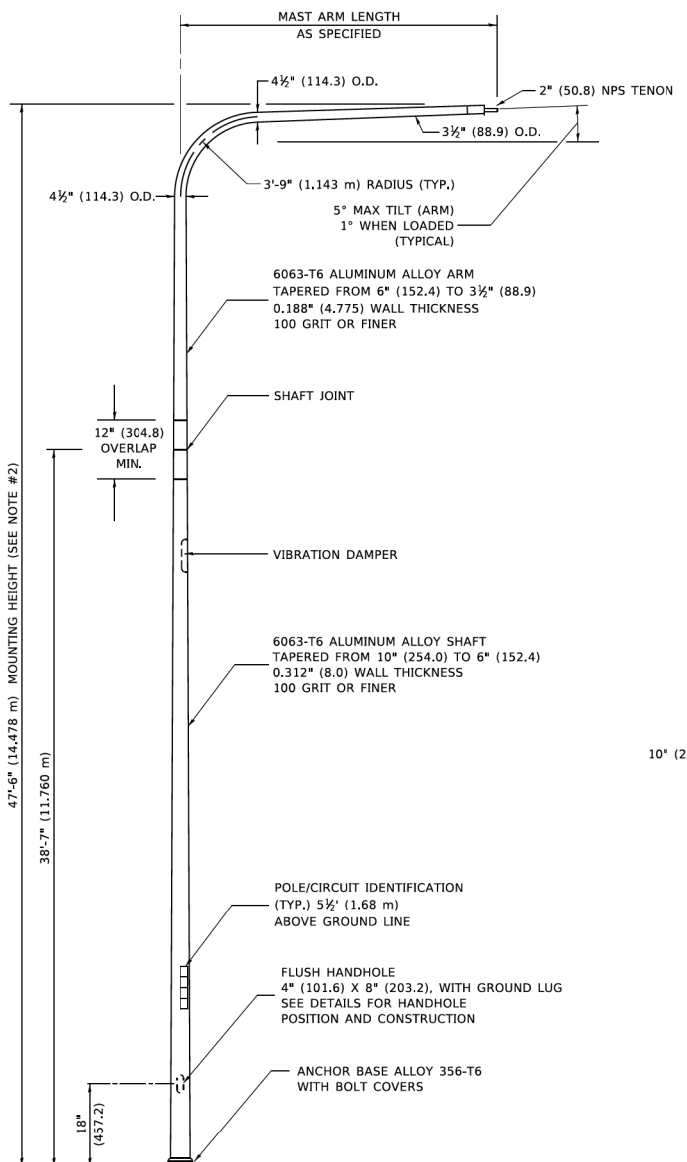 MAST ARM LENGTH
AS SPECIFIED
4½" (114.3) O.D.
2" (50.8) NPS TENON
3½" (88.9) O.D.
3'-9" (1.143 m) RADIUS (TYP.)
4½" (114.3) O.D.
5° MAX TILT (ARM)
1° WHEN LOADED
(TYPICAL)
6063-T6 ALUMINUM ALLOY ARM
TAPERED FROM 6" (152.4) TO 3½" (88.9)
0.188" (4.775) WALL THICKNESS
100 GRIT OR FINER
SHAFT JOINT
12" (304.8)
OVERLAP
MIN.
47'-6" (14.478 m) MOUNTING HEIGHT (SEE NOTE #2)
VIBRATION DAMPER
6063-T6 ALUMINUM ALLOY SHAFT
TAPERED FROM 10" (254.0) TO 6" (152.4)
0.312" (8.0) WALL THICKNESS
100 GRIT OR FINER
10" (2
38'-7" (11.760 m)
POLE/CIRCUIT IDENTIFICATION
(TYP.) 5½' (1.68 m)
ABOVE GROUND LINE
FLUSH HANDHOLE
4" (101.6) X 8" (203.2), WITH GROUND LUG
SEE DETAILS FOR HANDHOLE
POSITION AND CONSTRUCTION
ANCHOR BASE ALLOY 356-T6
WITH BOLT COVERS
18"
(457.2)